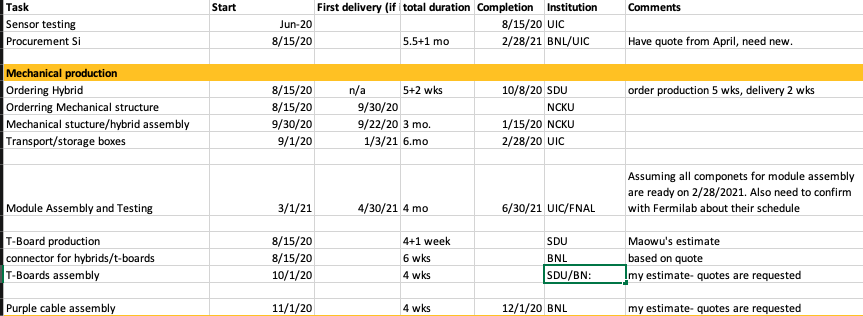 Task Start First delivery (if total duration Completion Institution Comments
Sensor testing Jun-20 8/15/20 UIC
Procurement Si 8/15/20 5.5+1 mo 2/28/21 BNL/UIC Have quote from April, need new.
Mechanical production
Ordering Hybrid 8/15/20 n/a 5+2 wks 10/8/20 SDU order production 5 wks, delivery 2 wks
Orderring Mechanical structure 8/15/20 9/30/20 NCKU
Mechanical stucture/hybrid assembly 9/30/20 9/22/20 3 mo. 1/15/20 NCKU
Transport/storage boxes 9/1/20 1/3/21 6.mo 2/28/20 UIC
Assuming all componets for module assembly
are ready on 2/28/2021. Also need to confirm
Module Assembly and Testing 3/1/21 4/30/21 4 mo 6/30/21 UIC/FNAL with Fermilab about their schedule
T-Board production 8/15/20 4+1 week SDU Maowu's estimate
connector for hybrids/t-boards 8/15/20 6 wks BNL based on quote
T-Boards assembly 10/1/20 4 wks SDU/BN: my estimate- quotes are requested
Purple cable assembly 11/1/20 4 wks 12/1/20 BNL my estimate- quotes are requested